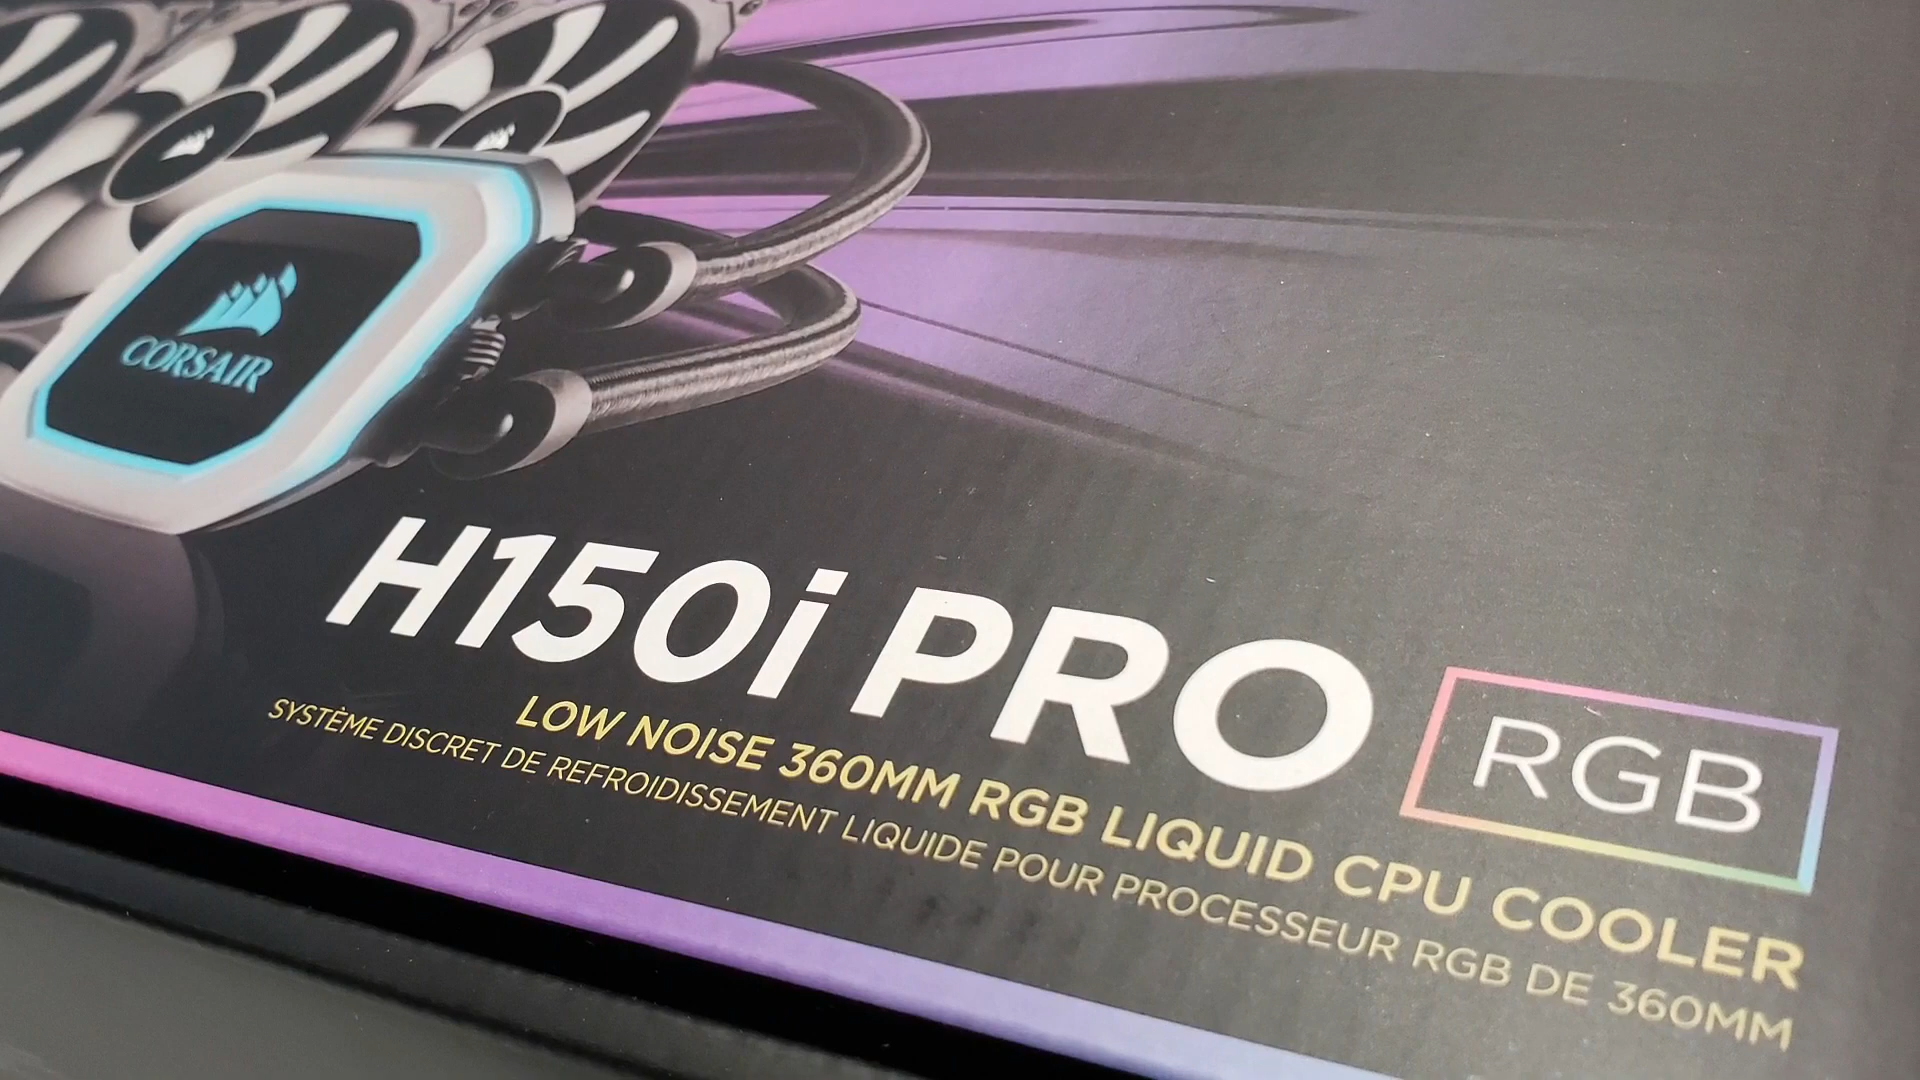 CORSAIR
H150i PRO RGB
LOW NOISE 360MM RGB LIQUID CPU COOLER
SYSTÈME DISCRET DE REFROIDISSEMENT LIQUIDE POUR PROCESSEUR RGB DE 360MM